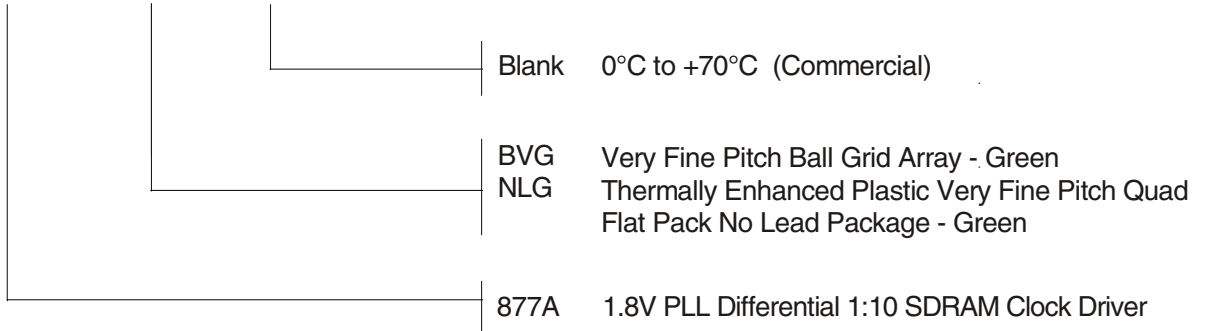 Blank 0°C to +70°C (Commercial)
BVG Very Fine Pitch Ball Grid Array - Green
NLG Thermally Enhanced Plastic Very Fine Pitch Quad
Flat Pack No Lead Package - Green
877A 1.8V PLL Differential 1:10 SDRAM Clock Driver